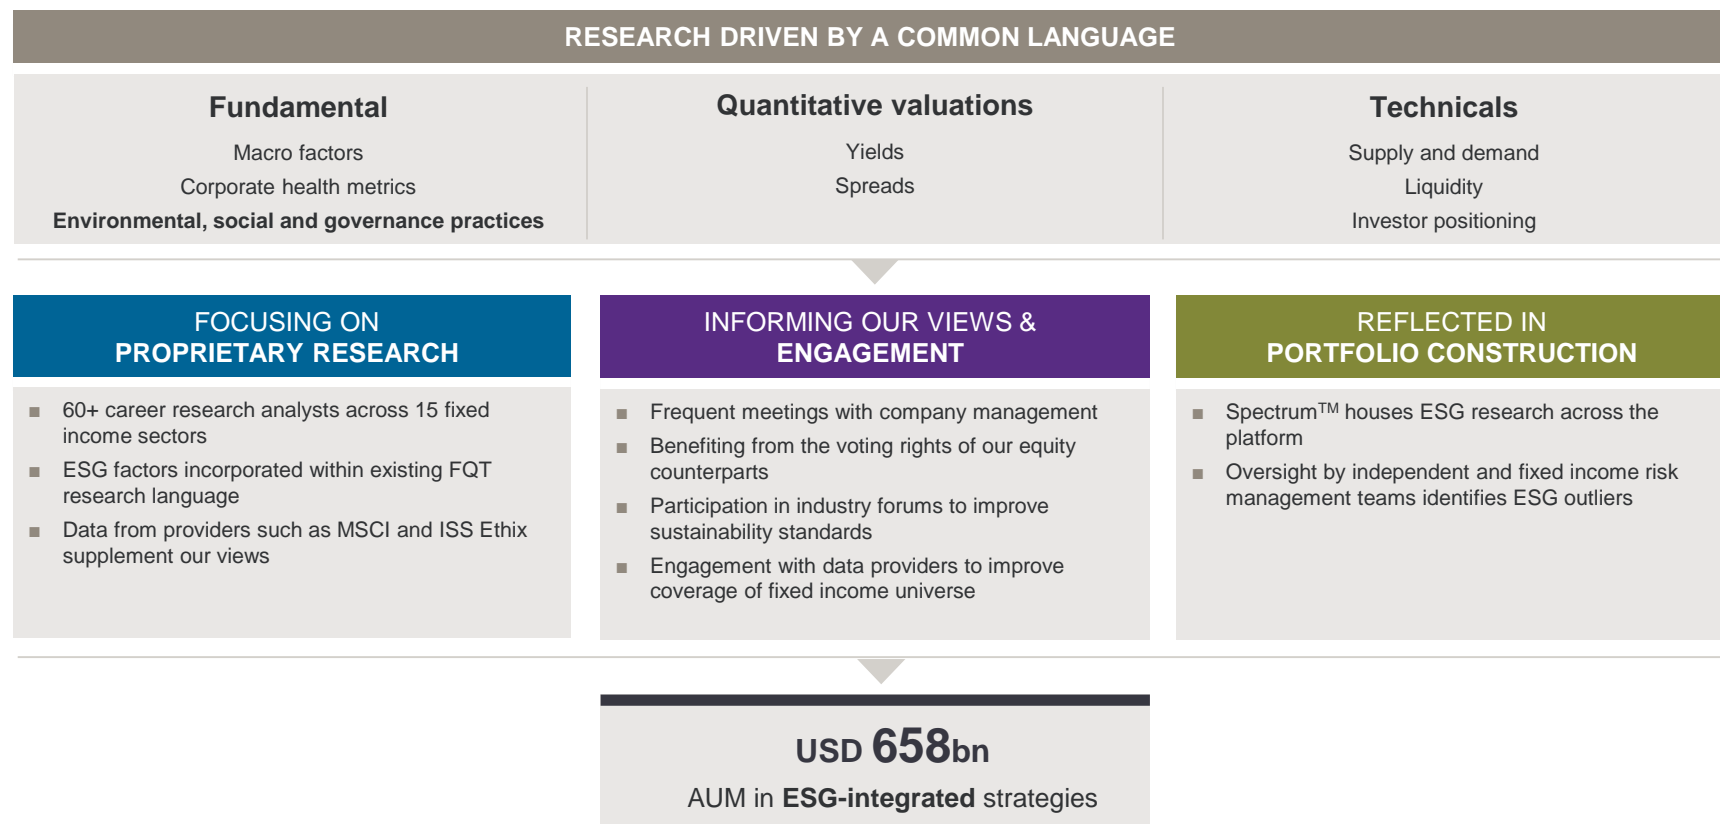 RESEARCH DRIVEN BY A COMMON LANGUAGE
Fundamental
Macro factors
Corporate health metrics
Environmental, social and governance practices
Quantitative valuations
Yields
Spreads
Technicals
Supply and demand
Liquidity
Investor positioning
FOCUSING ON
PROPRIETARY RESEARCH
■ 60+ career research analysts across 15 fixed
income sectors
■ ESG factors incorporated within existing FQT
research language
■ Data from providers such as MSCI and ISS Ethix
supplement our views
INFORMING OUR VIEWS &
ENGAGEMENT
■ Frequent meetings with company management
■ Benefiting from the voting rights of our equity
counterparts
■ Participation in industry forums to improve
sustainability standards
■ Engagement with data providers to improve
coverage of fixed income universe
REFLECTED IN
PORTFOLIO CONSTRUCTION
■ Spectrum™ houses ESG research across the
platform
■ Oversight by independent and fixed income risk
management teams identifies ESG outliers
USD 658bn
AUM in ESG-integrated strategies